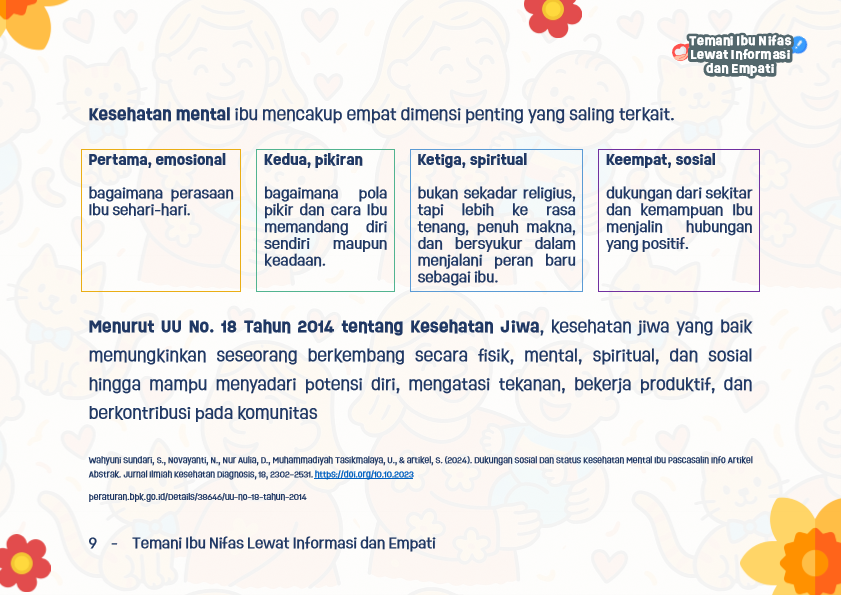 Temani Ibu Nifas
Lewat Informasi
dan Empati
Kesehatan mental ibu mencakup empat dimensi penting yang saling terkait.
Pertama, emosional
bagaimana perasaan
Ibu sehari-hari.
Kedua, pikiran
bagaimana pola
pikir dan cara Ibu
memandang diri
sendiri maupun
keadaan.
Ketiga, spiritual
bukan sekadar religius,
tapi lebih ke rasa
tenang, penuh makna,
dan bersyukur dalam
menjalani peran baru
sebagai ibu.
Keempat, sosial
dukungan dari sekitar
dan kemampuan Ibu
menjalin hubungan
yang positif.
Menurut UU No. 18 Tahun 2014 tentang Kesehatan Jiwa, kesehatan jiwa yang baik
memungkinkan seseorang berkembang secara fisik, mental, spiritual, dan sosial
hingga mampu menyadari potensi diri, mengatasi tekanan, bekerja produktif, dan
berkontribusi pada komunitas
Wahyuni Sundari, S., Novayanti, N., Nur Aulia, D., Muhammadiyah Tasikmalaya, U., & artikel, S. (2024). Dukungan Sosial Dan Status Kesehatan Mental Ibu Pascasalin Info Artikel
Abstrak. Jurnal Ilmiah Kesehatan Diagnosis, 18, 2302–2531. https://doi.org/10.10.2023
peraturan.bpk.go.id/Details/38646/uu-no-18-tahun-2014
9 - Temani Ibu Nifas Lewat Informasi dan Empati